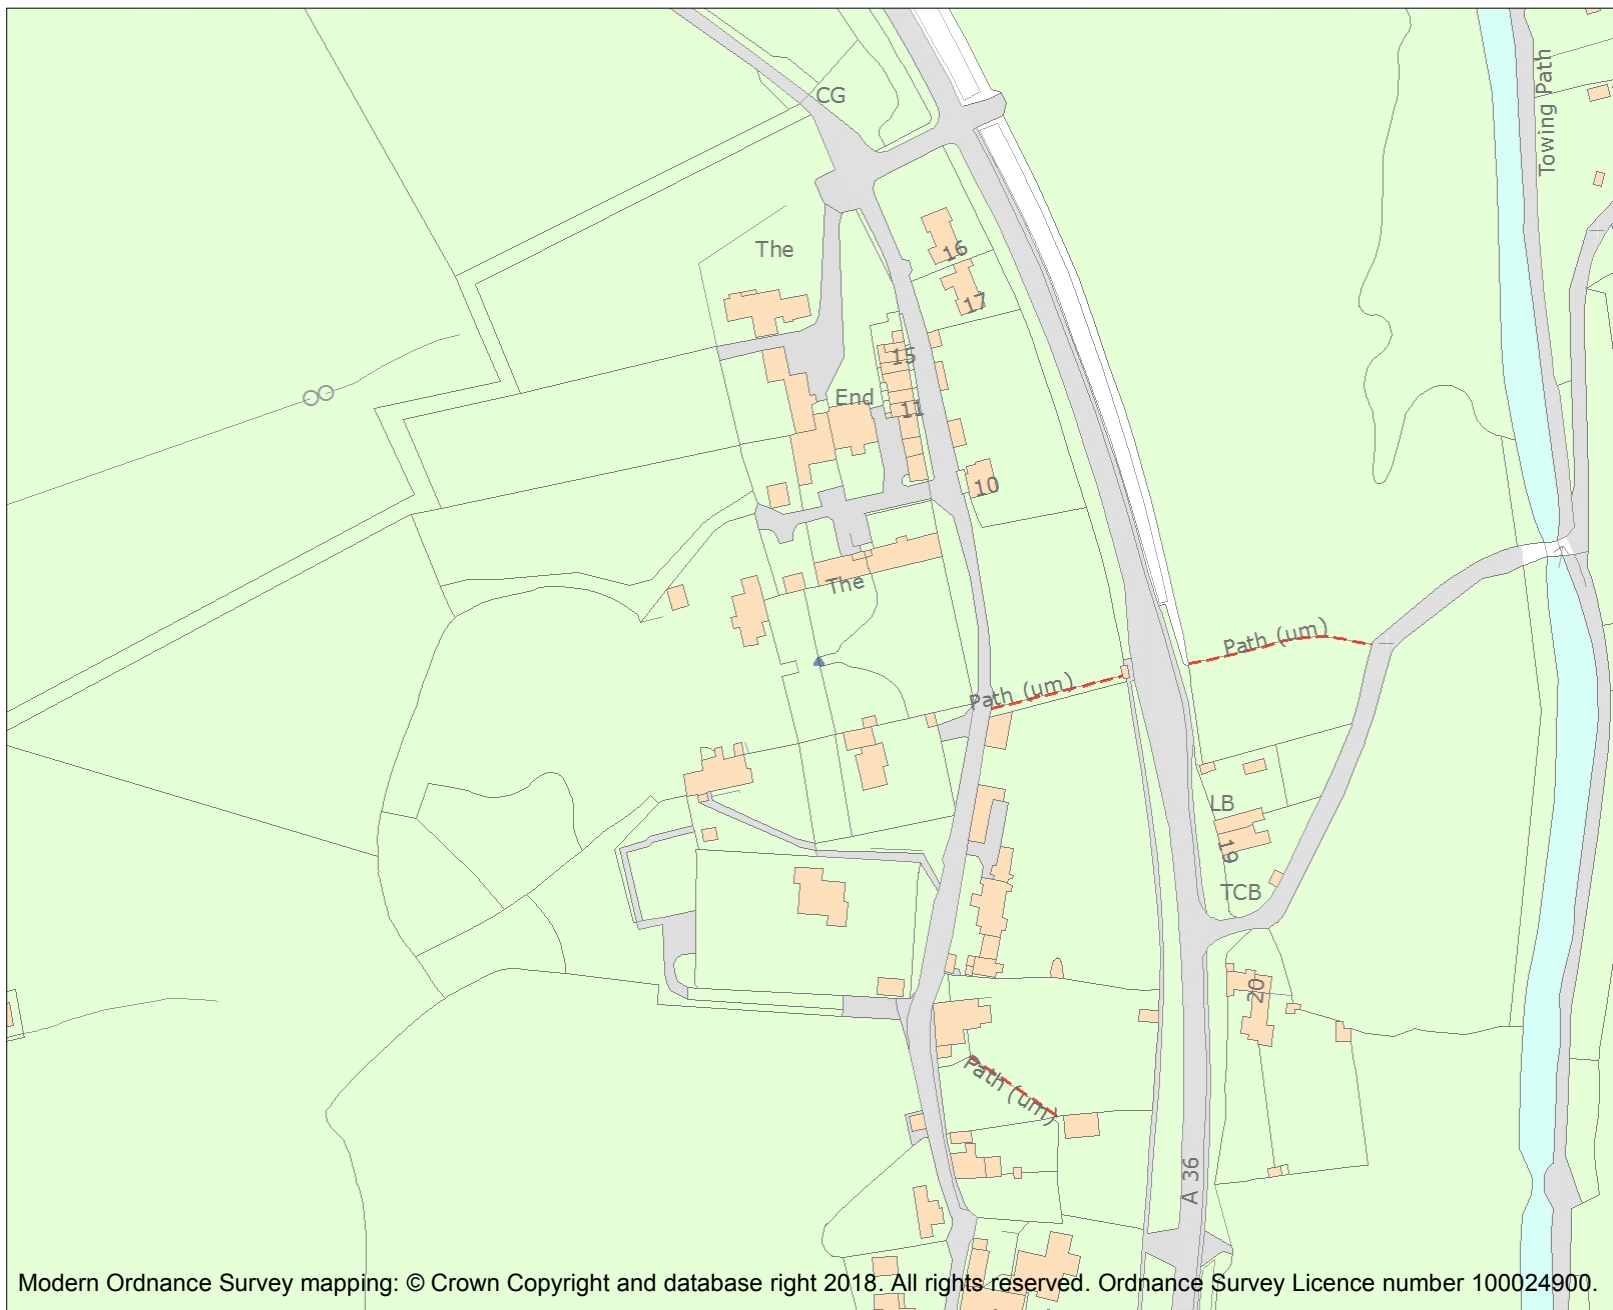 CG
Towing Path
The
16
17
15
End
11
10
The
Path (um)
Path (um)
LB
19
TCB
20
Path (um)
A 36
Modern Ordnance Survey mapping: © Crown Copyright and database right 2018. All rights reserved. Ordnance Survey Licence number 100024900.